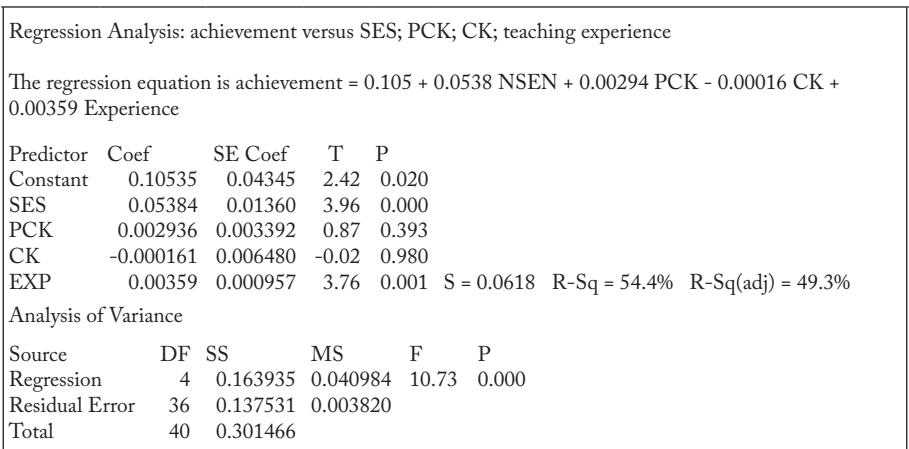 Regression Analysis: achievement versus SES; PCK; CK; teaching experience
The regression equation is achievement = 0.105 + 0.0538 NSEN + 0.00294 PCK - 0.00016 CK +
0.00359 Experience
Predictor Coef SE Coef T P
Constant 0.10535 0.04345 2.42 0.020
SES 0.05384 0.01360 3.96 0.000
PCK 0.002936 0.003392 0.87 0.393
CK -0.000161 0.006480 -0.02 0.980
EXP 0.00359 0.000957 3.76 0.001 S = 0.0618 R-Sq = 54.4% R-Sq(adj) = 49.3%
Analysis of Variance
Source DF SS MS F P
Regression 4 0.163935 0.040984 10.73 0.000
Residual Error 36 0.137531 0.003820
Total 40 0.301466